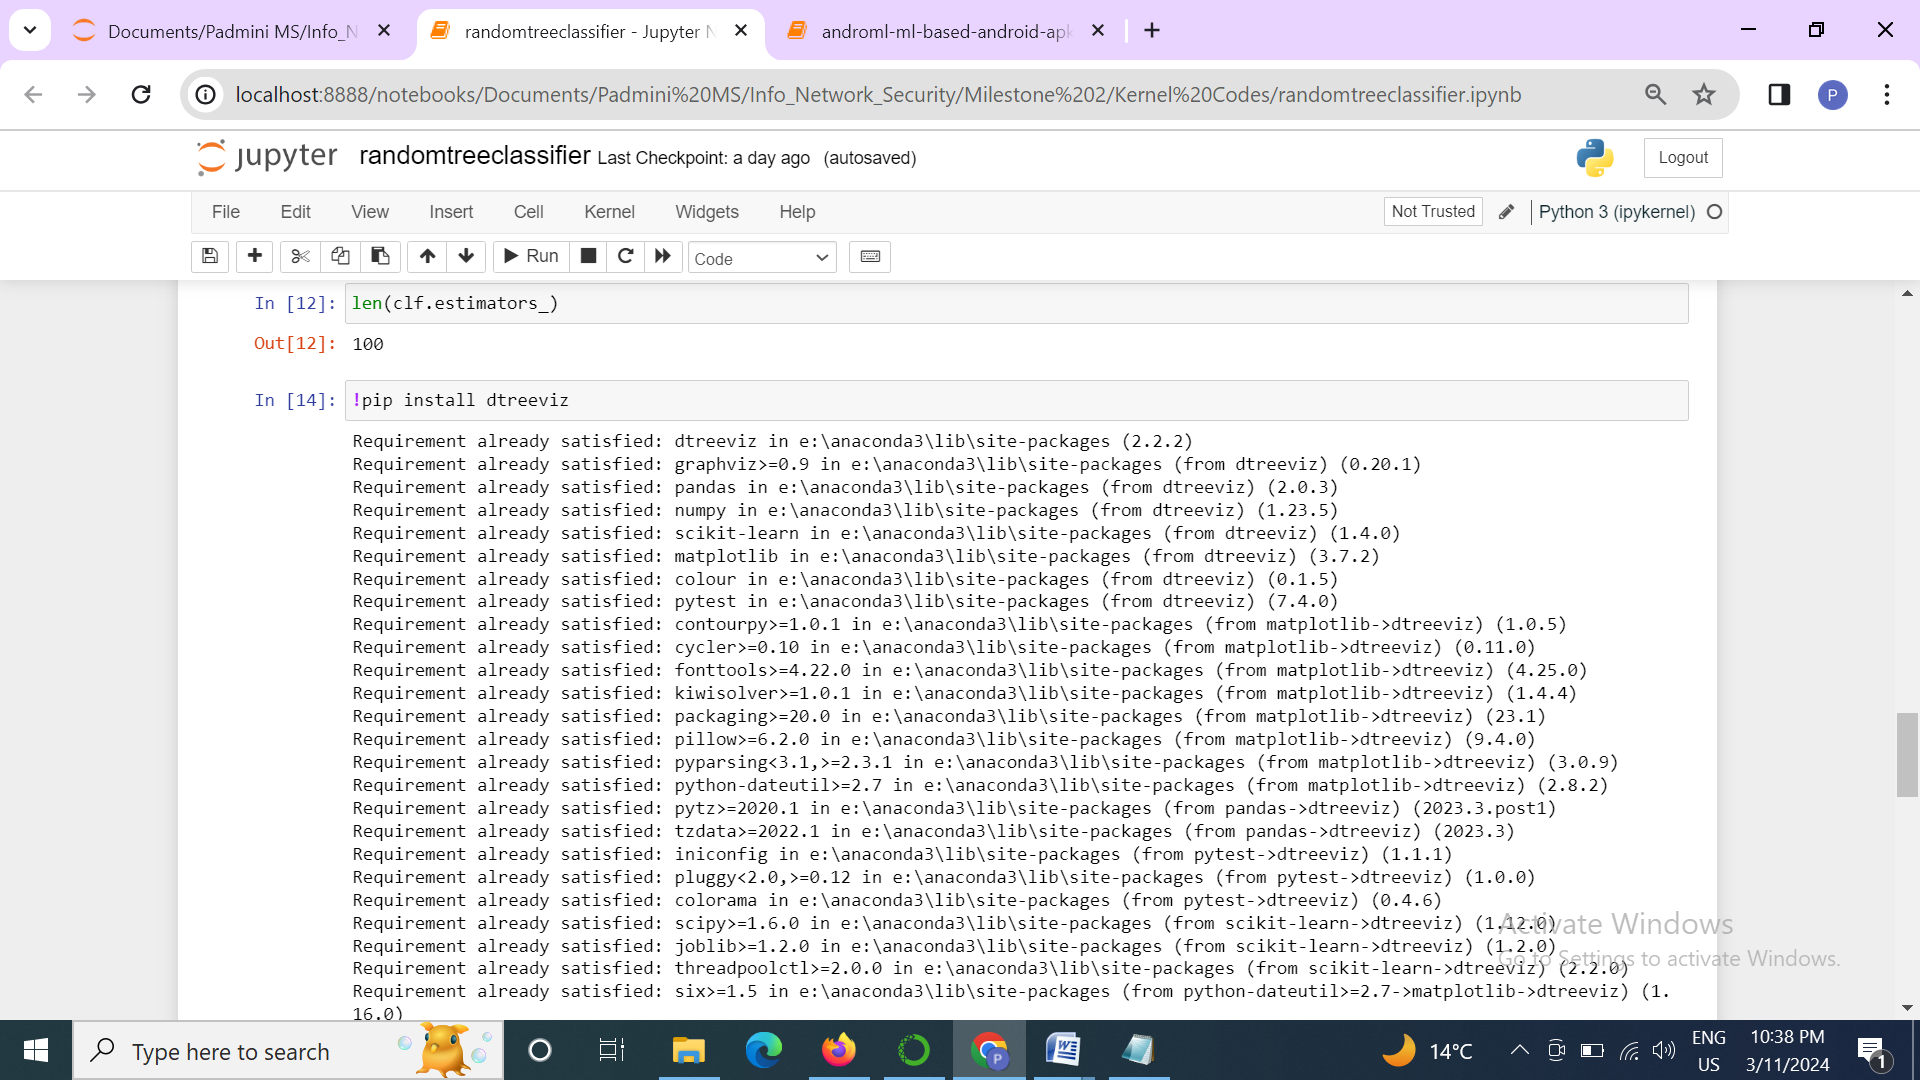 Documents/Padmini MS/Info_N
randomtreeclassifier - Jupyter N
androml-ml-based-android-apk
localhost:8888/notebooks/Documents/Padmini%20MS/Info_Network_Security/Milestone%202/Kernel%20Codes/randomtreeclassifier.ipynb
P
jupyter randomtreeclassifier Last Checkpoint: a day ago (autosaved)
Logout
File Edit View Insert Cell Kernel Widgets Help
Not Trusted Python 3 (ipykernel)
Run Code
In [12]: len(clf.estimators_)
Out[12]: 100
In [14]: !pip install dtreeviz
Requirement already satisfied: dtreeviz in e:\anaconda3\lib\site-packages (2.2.2)
Requirement already satisfied: graphviz>=0.9 in e:\anaconda3\lib\site-packages (from dtreeviz) (0.20.1)
Requirement already satisfied: pandas in e:\anaconda3\lib\site-packages (from dtreeviz) (2.0.3)
Requirement already satisfied: numpy in e:\anaconda3\lib\site-packages (from dtreeviz) (1.23.5)
Requirement already satisfied: scikit-learn in e:\anaconda3\lib\site-packages (from dtreeviz) (1.4.0)
Requirement already satisfied: matplotlib in e:\anaconda3\lib\site-packages (from dtreeviz) (3.7.2)
Requirement already satisfied: colour in e:\anaconda3\lib\site-packages (from dtreeviz) (0.1.5)
Requirement already satisfied: pytest in e:\anaconda3\lib\site-packages (from dtreeviz) (7.4.0)
Requirement already satisfied: contourpy>=1.0.1 in e:\anaconda3\lib\site-packages (from matplotlib->dtreeviz) (1.0.5)
Requirement already satisfied: cycler>=0.10 in e:\anaconda3\lib\site-packages (from matplotlib->dtreeviz) (0.11.0)
Requirement already satisfied: fonttools>=4.22.0 in e:\anaconda3\lib\site-packages (from matplotlib->dtreeviz) (4.25.0)
Requirement already satisfied: kiwisolver>=1.0.1 in e:\anaconda3\lib\site-packages (from matplotlib->dtreeviz) (1.4.4)
Requirement already satisfied: packaging>=20.0 in e:\anaconda3\lib\site-packages (from matplotlib->dtreeviz) (23.1)
Requirement already satisfied: pillow>=6.2.0 in e:\anaconda3\lib\site-packages (from matplotlib->dtreeviz) (9.4.0)
Requirement already satisfied: pyparsing<3.1,>=2.3.1 in e:\anaconda3\lib\site-packages (from matplotlib->dtreeviz) (3.0.9)
Requirement already satisfied: python-dateutil>=2.7 in e:\anaconda3\lib\site-packages (from matplotlib->dtreeviz) (2.8.2)
Requirement already satisfied: pytz>=2020.1 in e:\anaconda3\lib\site-packages (from pandas->dtreeviz) (2023.3.post1)
Requirement already satisfied: tzdata>=2022.1 in e:\anaconda3\lib\site-packages (from pandas->dtreeviz) (2023.3)
Requirement already satisfied: iniconfig in e:\anaconda3\lib\site-packages (from pytest->dtreeviz) (1.1.1)
Requirement already satisfied: pluggy<2.0,>=0.12 in e:\anaconda3\lib\site-packages (from pytest->dtreeviz) (1.0.0)
Requirement already satisfied: colorama in e:\anaconda3\lib\site-packages (from pytest->dtreeviz) (0.4.6)
Requirement already satisfied: scipy>=1.6.0 in e:\anaconda3\lib\site-packages (from scikit-learn->dtreeviz) (1.12.0)
Requirement already satisfied: joblib>=1.2.0 in e:\anaconda3\lib\site-packages (from scikit-learn->dtreeviz) (1.2.0)
Requirement already satisfied: threadpoolctl>=2.0.0 in e:\anaconda3\lib\site-packages (from scikit-learn->dtreeviz) (2.2.0)
Requirement already satisfied: six>=1.5 in e:\anaconda3\lib\site-packages (from python-dateutil>=2.7->matplotlib->dtreeviz) (1.
16.0)
Activate Windows
Go to Settings to activate Windows.
Type here to search
P
14°C
ENG
US
10:38 PM
3/11/2024
1